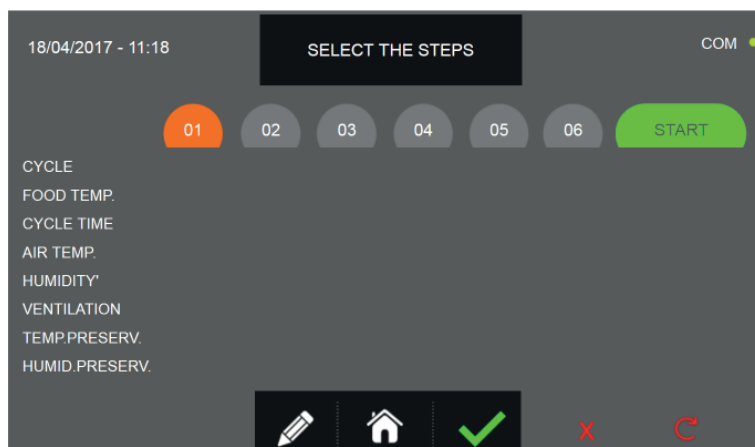 18/04/2017 - 11:18
SELECT THE STEPS
COM
01 02 03 04 05 06 START
CYCLE
FOOD TEMP.
CYCLE TIME
AIR TEMP.
HUMIDITY'
VENTILATION
TEMP.PRESERV.
HUMID.PRESERV.
X